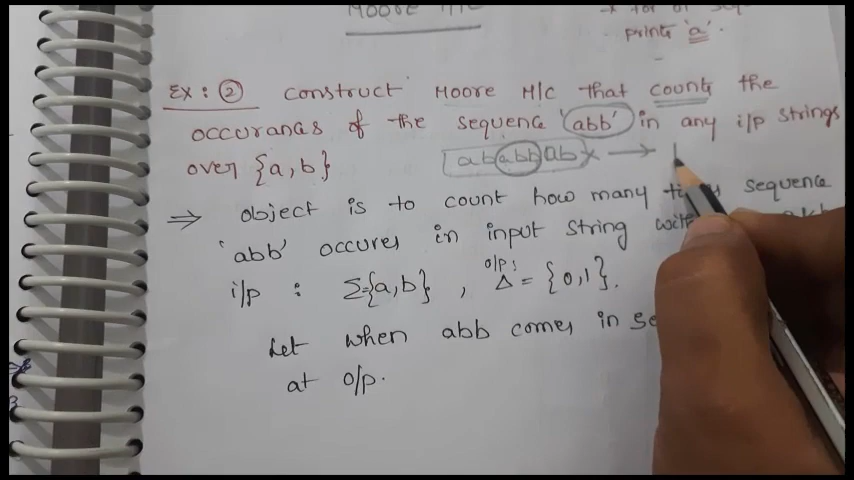 MOORE M/C
print 'a'.
Ex: ② construct Moore M/C that counts the
occurances of the sequence 'abb' in any i/p strings
over {a, b} ababbab
⇒ object is to count how many sequence
'abb' occures in input string
i/p : Σ={a,b} , o/p: Δ = {0,1}.
Let when abb comes in
at o/p.